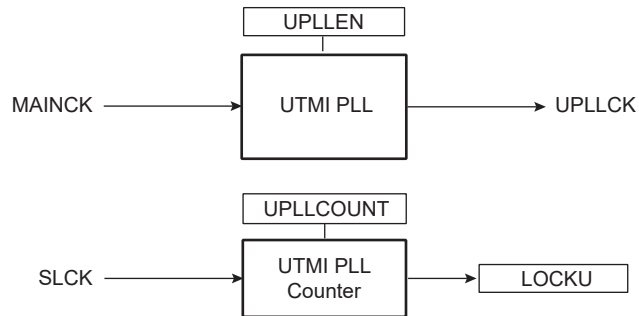 UPLLEN
MAINCK
UTMI PLL
UPLLCK
UPLLCOUNT
SLCK
UTMI PLL
Counter
LOCKU